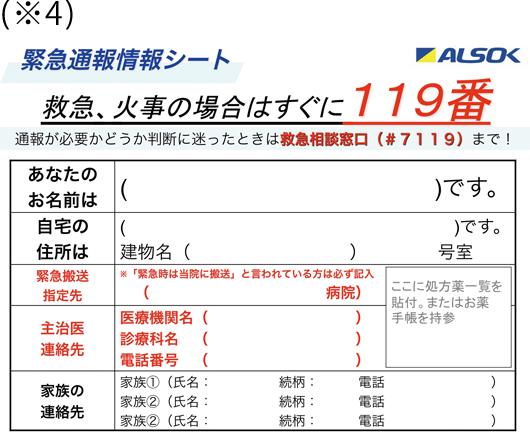 (※4)
緊急通報情報シート
ALSOK
救急、火事の場合はすぐに119番
通報が必要かどうか判断に迷ったときは救急相談窓口(#7119)まで!
あなたの
お名前は
( )です。
自宅の
住所は
( )です。
建物名( ) 号室
緊急搬送
指定先
※「緊急時は当院に搬送」と言われている方は必ず記入
( 病院)
ここに処方薬一覧を
貼付。またはお薬
手帳を持参
主治医
連絡先
医療機関名( )
診療科名 ( )
電話番号 ( )
家族の
連絡先
家族①(氏名: 続柄: 電話 )
家族②(氏名: 続柄: 電話 )
家族②(氏名: 続柄: 電話 )